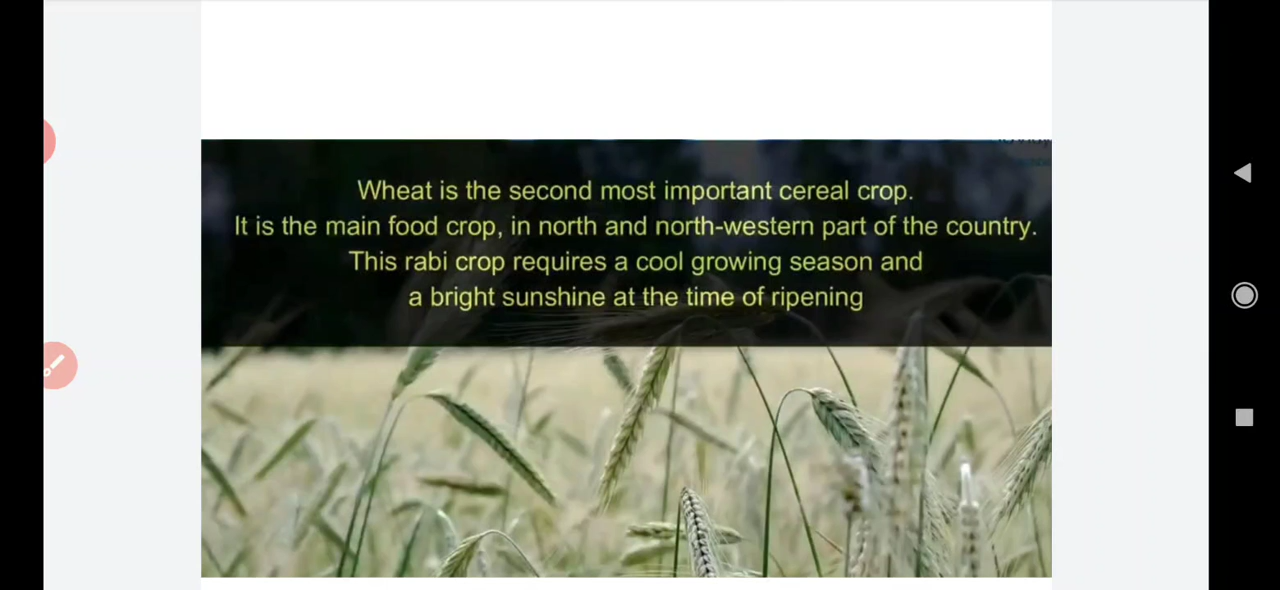 Wheat is the second most important cereal crop.
It is the main food crop, in north and north-western part of the country.
This rabi crop requires a cool growing season and
a bright sunshine at the time of ripening